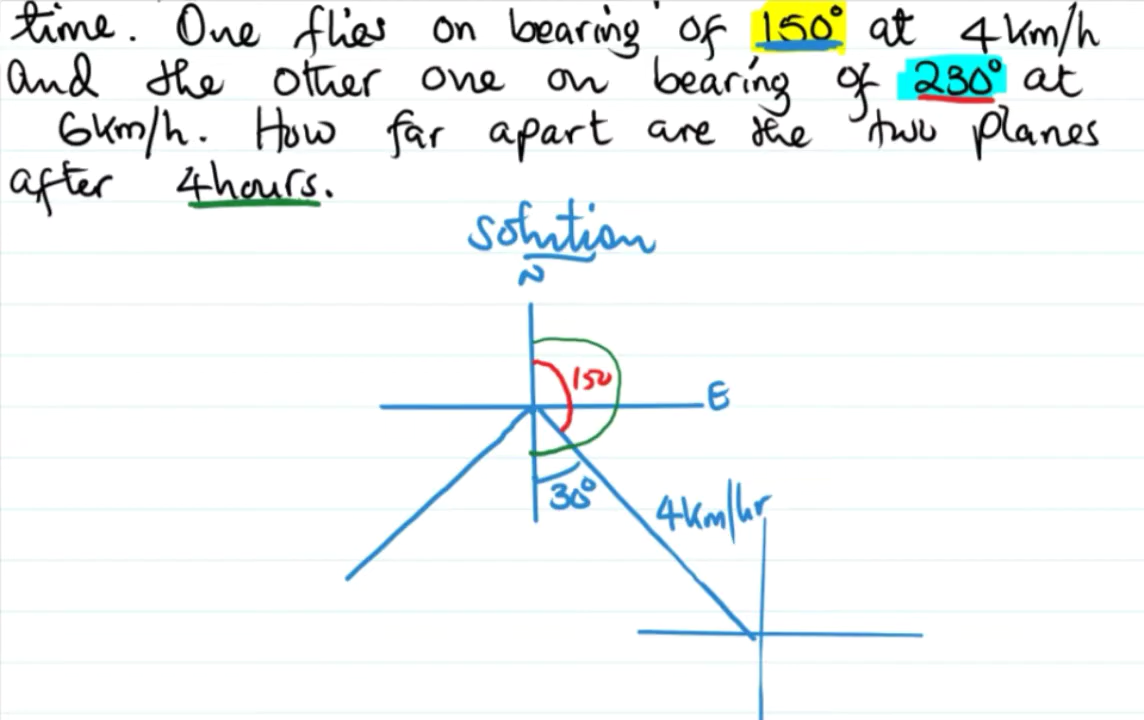 time. One flies on bearing of 150° at 4km/h
and the other one on bearing of 230° at
6km/h. How far apart are the two planes
after 4hours.
Solution
N
150
E
30°
4km/hr